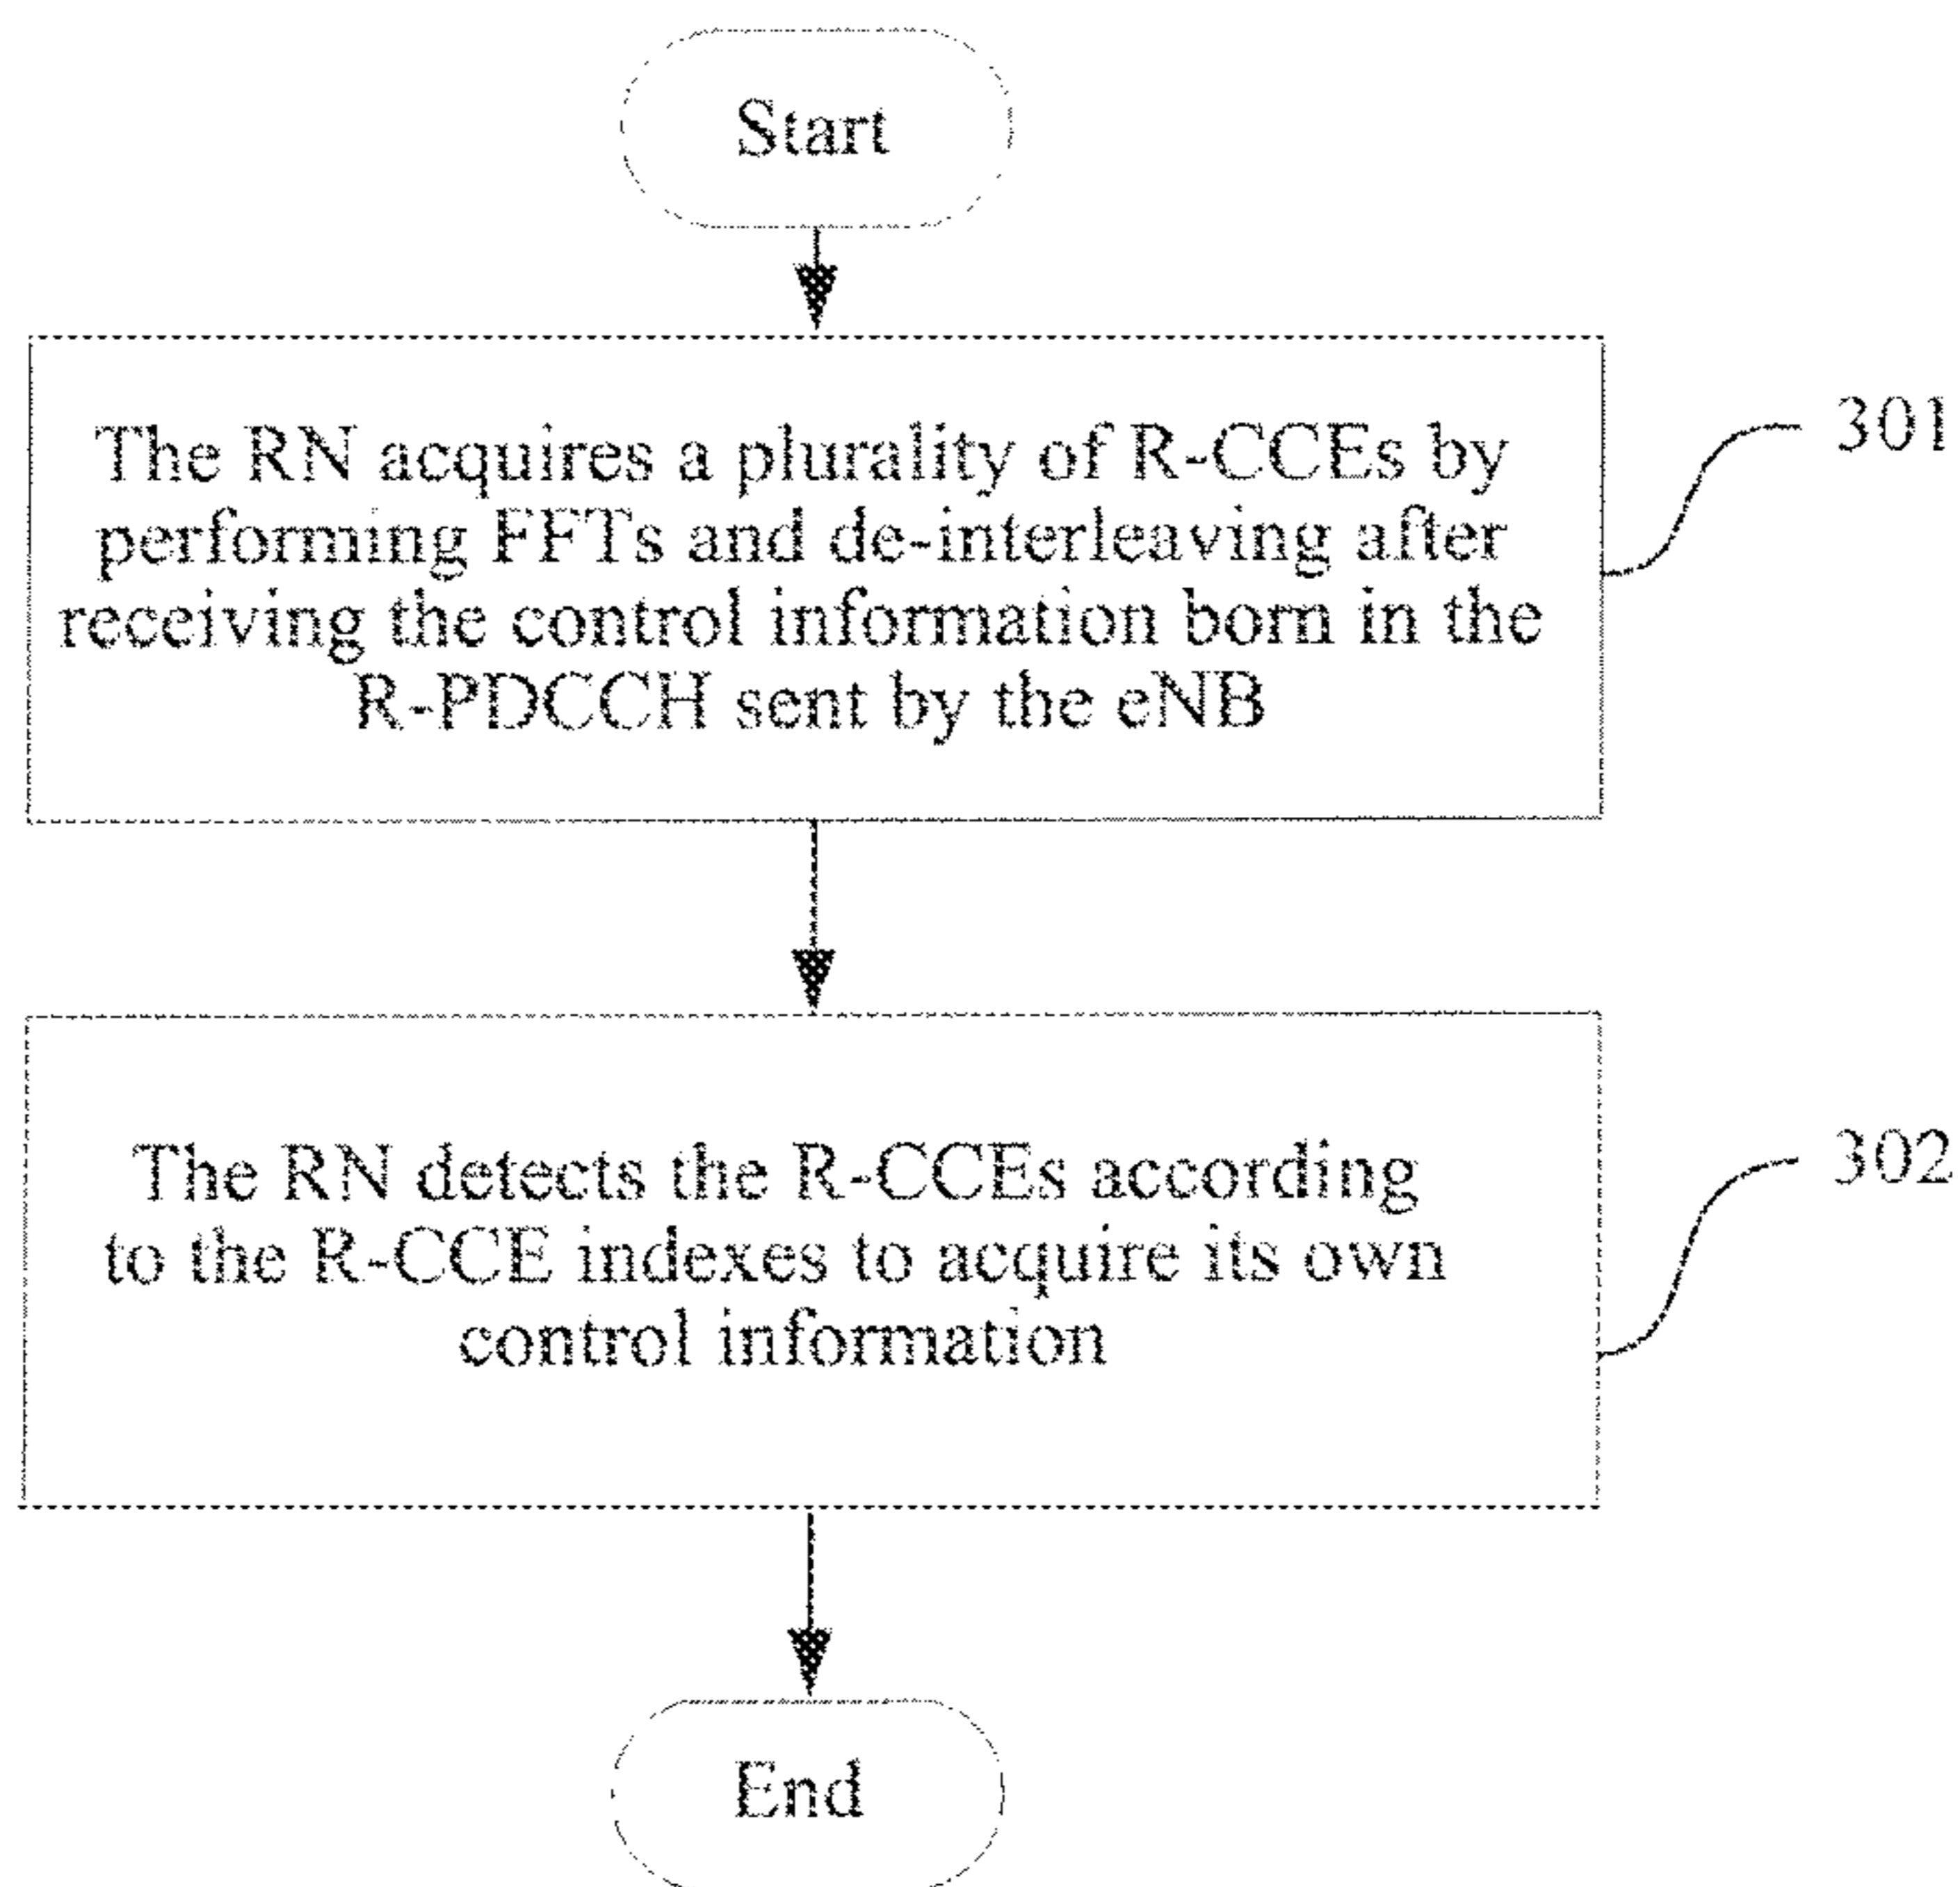 Start
The RN acquires a plurality of R-CCEs by
performing FFTs and de-interleaving after
receiving the control information born in the
R-PDCCH sent by the eNB
301
The RN detects the R-CCEs according
to the R-CCE indexes to acquire its own
control information
302
End